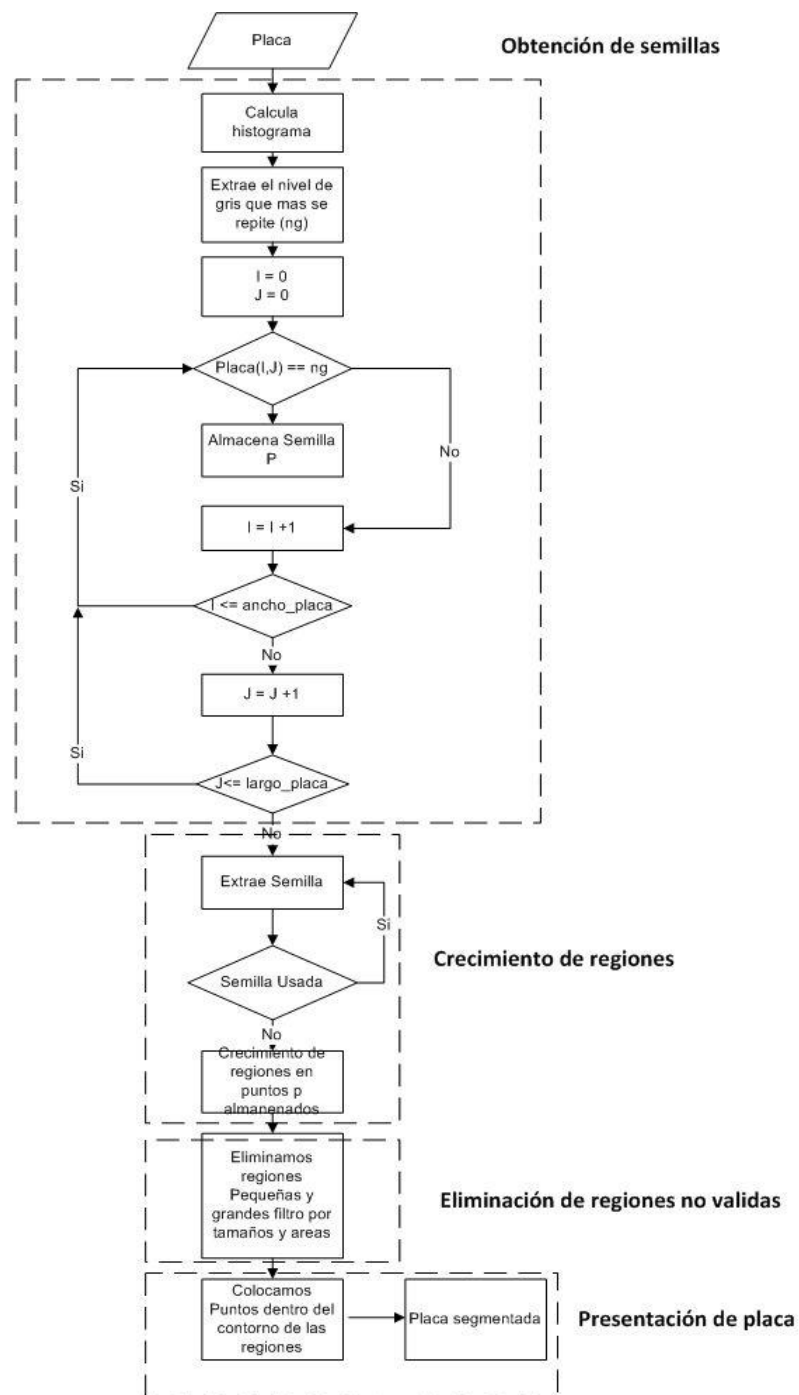 Placa
Obtención de semillas
Calcula
histograma
Extrae el nivel de
gris que mas se
repite (ng)
I = 0
J = 0
Placa(I,J) == ng
Almacena Semilla
P
No
Si
I = I +1
I <= ancho_placa
No
J = J +1
Si
J<= largo_placa
No
Extrae Semilla
Si
Crecimiento de regiones
Semilla Usada
No
Crecimiento de
regiones en
puntos p
almanenados
Eliminamos
regiones
Pequeñas y
grandes filtro por
tamaños y areas
Eliminación de regiones no validas
Colocamos
Puntos dentro del
contorno de las
regiones
Placa segmentada
Presentación de placa